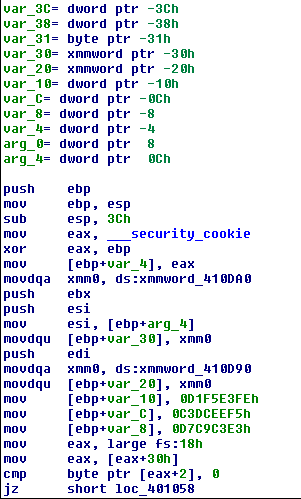 var_3C= dword ptr -3Ch
var_38= dword ptr -38h
var_31= byte ptr -31h
var_30= xmmword ptr -30h
var_20= xmmword ptr -20h
var_10= dword ptr -10h
var_C= dword ptr -0Ch
var_8= dword ptr -8
var_4= dword ptr -4
arg_0= dword ptr  8
arg_4= dword ptr  0Ch

push    ebp
mov     ebp, esp
sub     esp, 3Ch
mov     eax, ___security_cookie
xor     eax, ebp
mov     [ebp+var_4], eax
movdqa  xmm0, ds:xmmword_410DA0
push    ebx
push    esi
mov     esi, [ebp+arg_4]
movdqu  [ebp+var_30], xmm0
push    edi
movdqa  xmm0, ds:xmmword_410D90
movdqu  [ebp+var_20], xmm0
mov     [ebp+var_10], 0D1F5E3FEh
mov     [ebp+var_C], 0C3DCEEF5h
mov     [ebp+var_8], 0D7C9C3E3h
mov     eax, large fs:18h
mov     eax, [eax+30h]
cmp     byte ptr [eax+2], 0
jz      short loc_401058